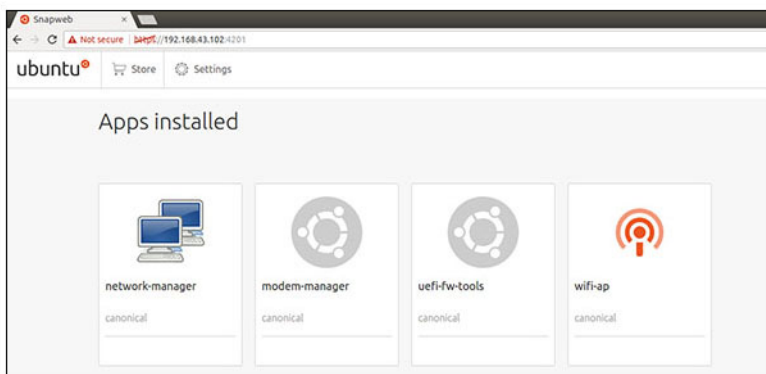 Snapweb
Not secure https://192.168.43.102:4201
ubuntu Store Settings
Apps installed
network-manager modem-manager uefi-fw-tools wifi-ap
canonical canonical canonical canonical